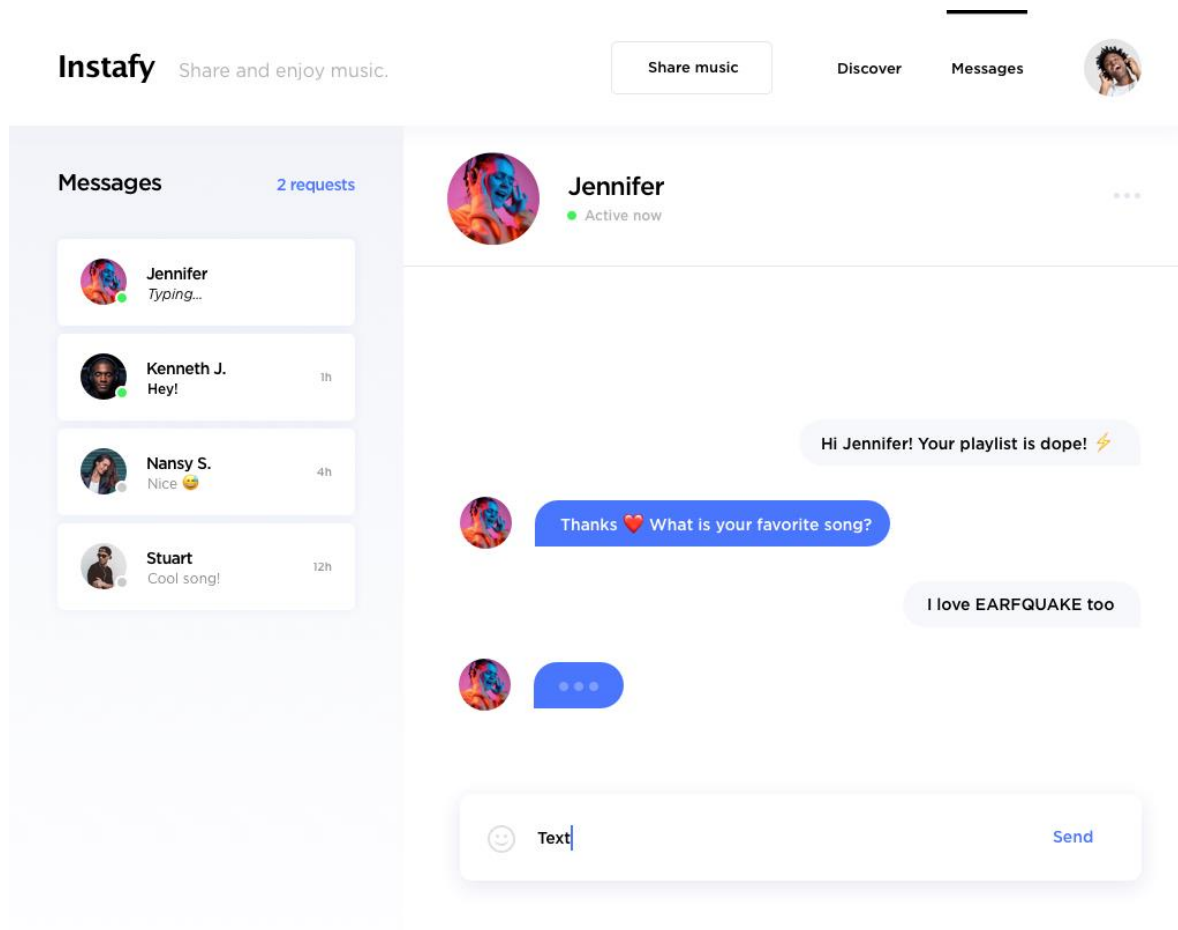 Instafy
Share and enjoy music.
Share music
Discover
Messages
Messages
2 requests
Jennifer
Typing...
Kenneth J.
Hey!
1h
Nansy S.
Nice 😅
4h
Stuart
Cool song!
12h
Jennifer
Active now
Hi Jennifer! Your playlist is dope! ⚡
Thanks ❤️ What is your favorite song?
I love EARFQUAKE too
Text
Send